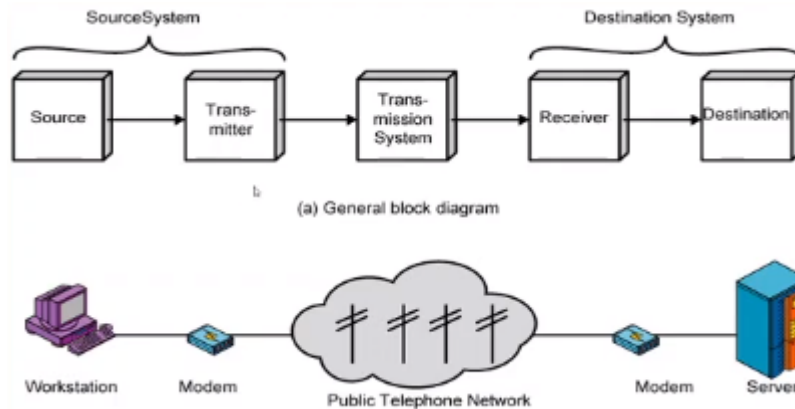 SourceSystem
Destination System
Source
Trans-
mitter
Trans-
mission
System
Receiver
Destination
(a) General block diagram
Workstation
Modem
Public Telephone Network
Modem
Server